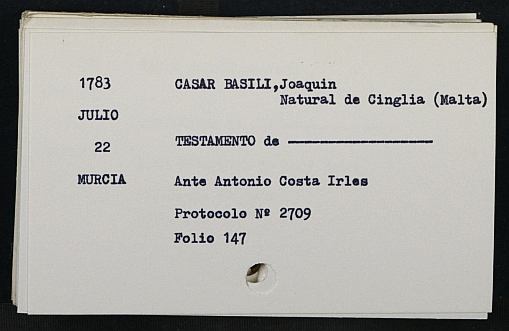 1783 CASAR BASILI, Joaquin
Natural de Cinglia (Malta)
JULIO
22 TESTAMENTO de
MURCIA Ante Antonio Costa Irles
Protocolo Nº 2709
Folio 147